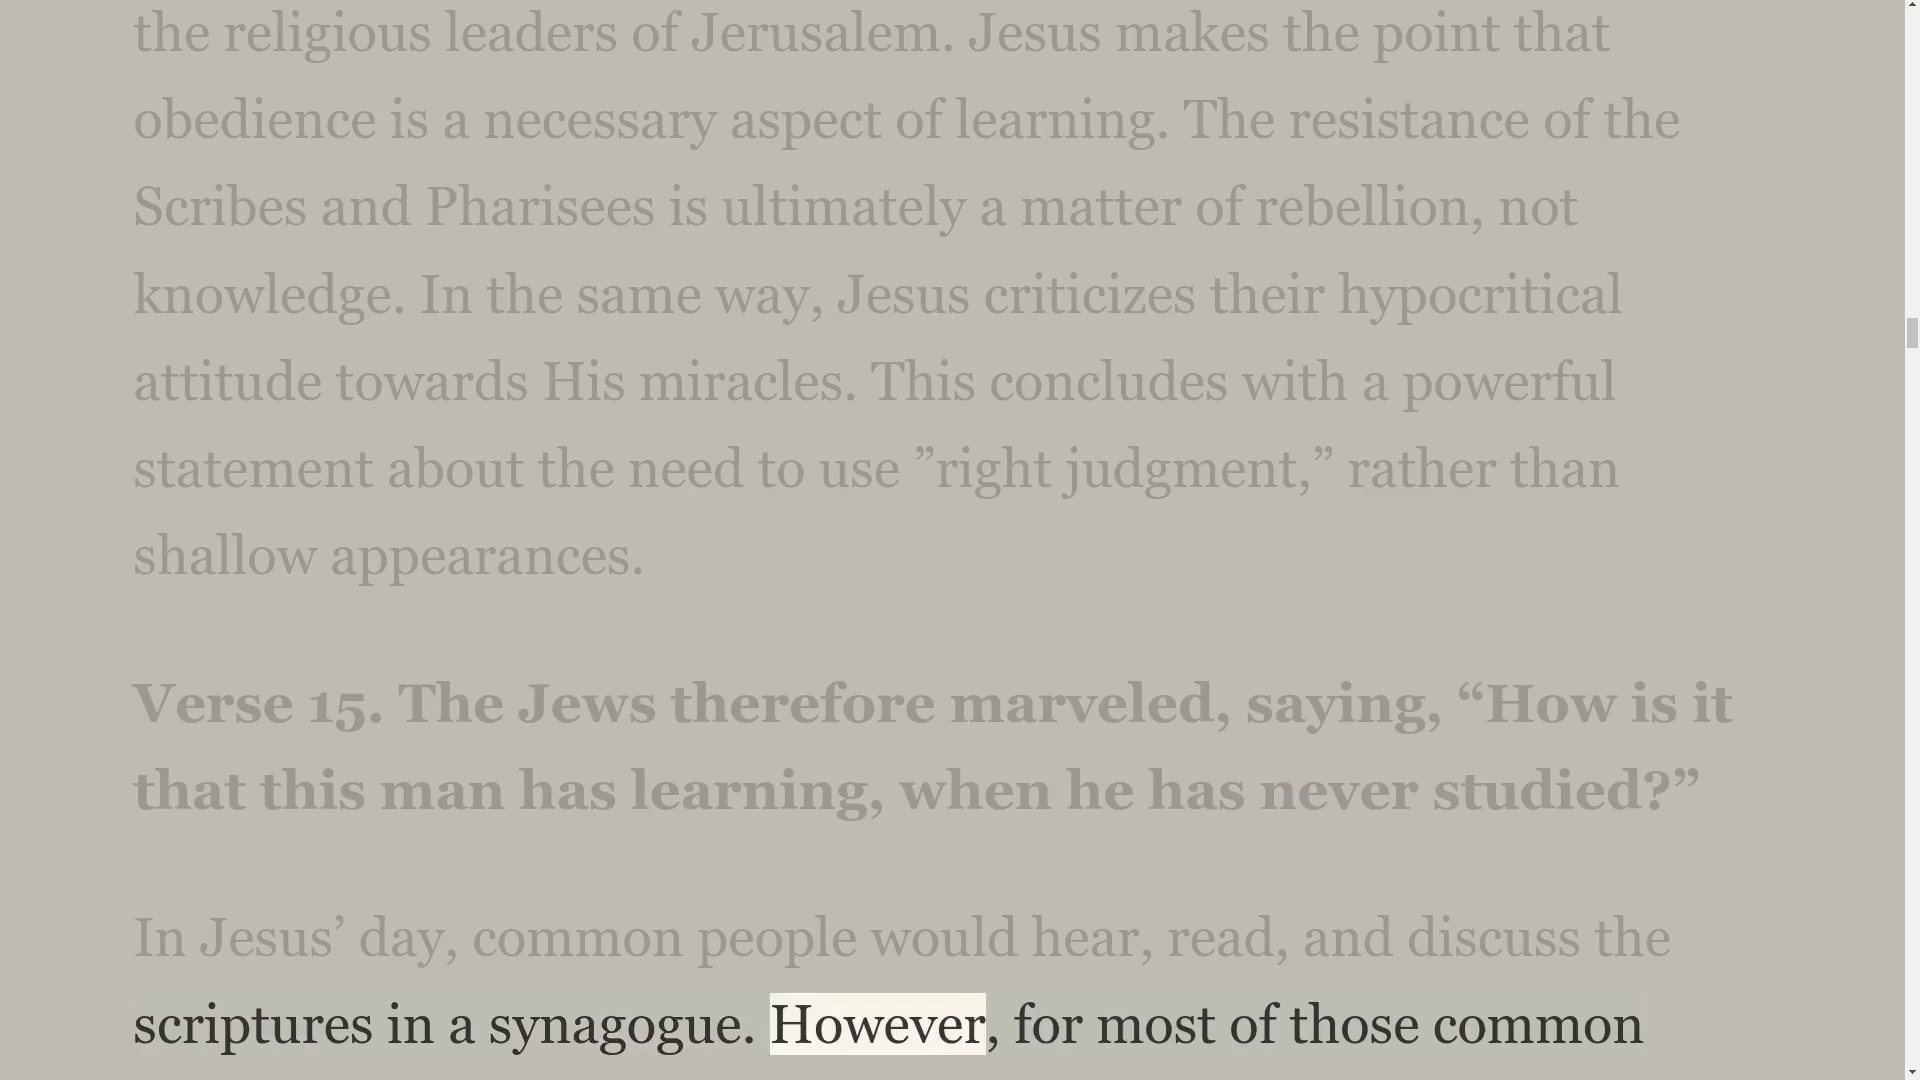 the religious leaders of Jerusalem. Jesus makes the point that
obedience is a necessary aspect of learning. The resistance of the
Scribes and Pharisees is ultimately a matter of rebellion, not
knowledge. In the same way, Jesus criticizes their hypocritical
attitude towards His miracles. This concludes with a powerful
statement about the need to use ”right judgment,” rather than
shallow appearances.
Verse 15. The Jews therefore marveled, saying, “How is it
that this man has learning, when he has never studied?”
In Jesus’ day, common people would hear, read, and discuss the
scriptures in a synagogue. However, for most of those common